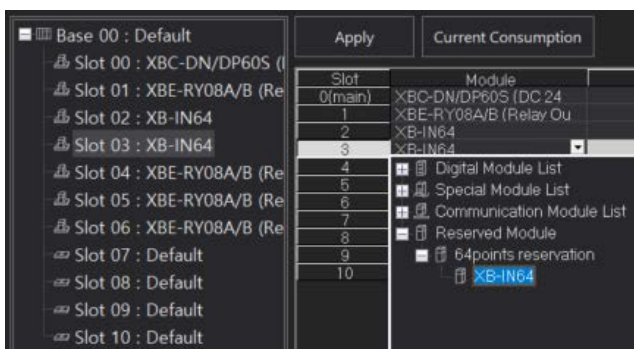 Base 00 : Default
Slot 00 : XBC-DN/DP60S (
Slot 01 : XBE-RY08A/B (Re
Slot 02 : XB-IN64
Slot 03 : XB-IN64
Slot 04 : XBE-RY08A/B (Re
Slot 05 : XBE-RY08A/B (Re
Slot 06 : XBE-RY08A/B (Re
Slot 07 : Default
Slot 08 : Default
Slot 09 : Default
Slot 10 : Default
Apply
Current Consumption
Slot Module
0(main) XBC-DN/DP60S (DC 24
1 XBE-RY08A/B (Relay Ou
2 XB-IN64
3 XB-IN64
4
5
6
7
8
9
10
Digital Module List
Special Module List
Communication Module List
Reserved Module
64points reservation
XB-IN64